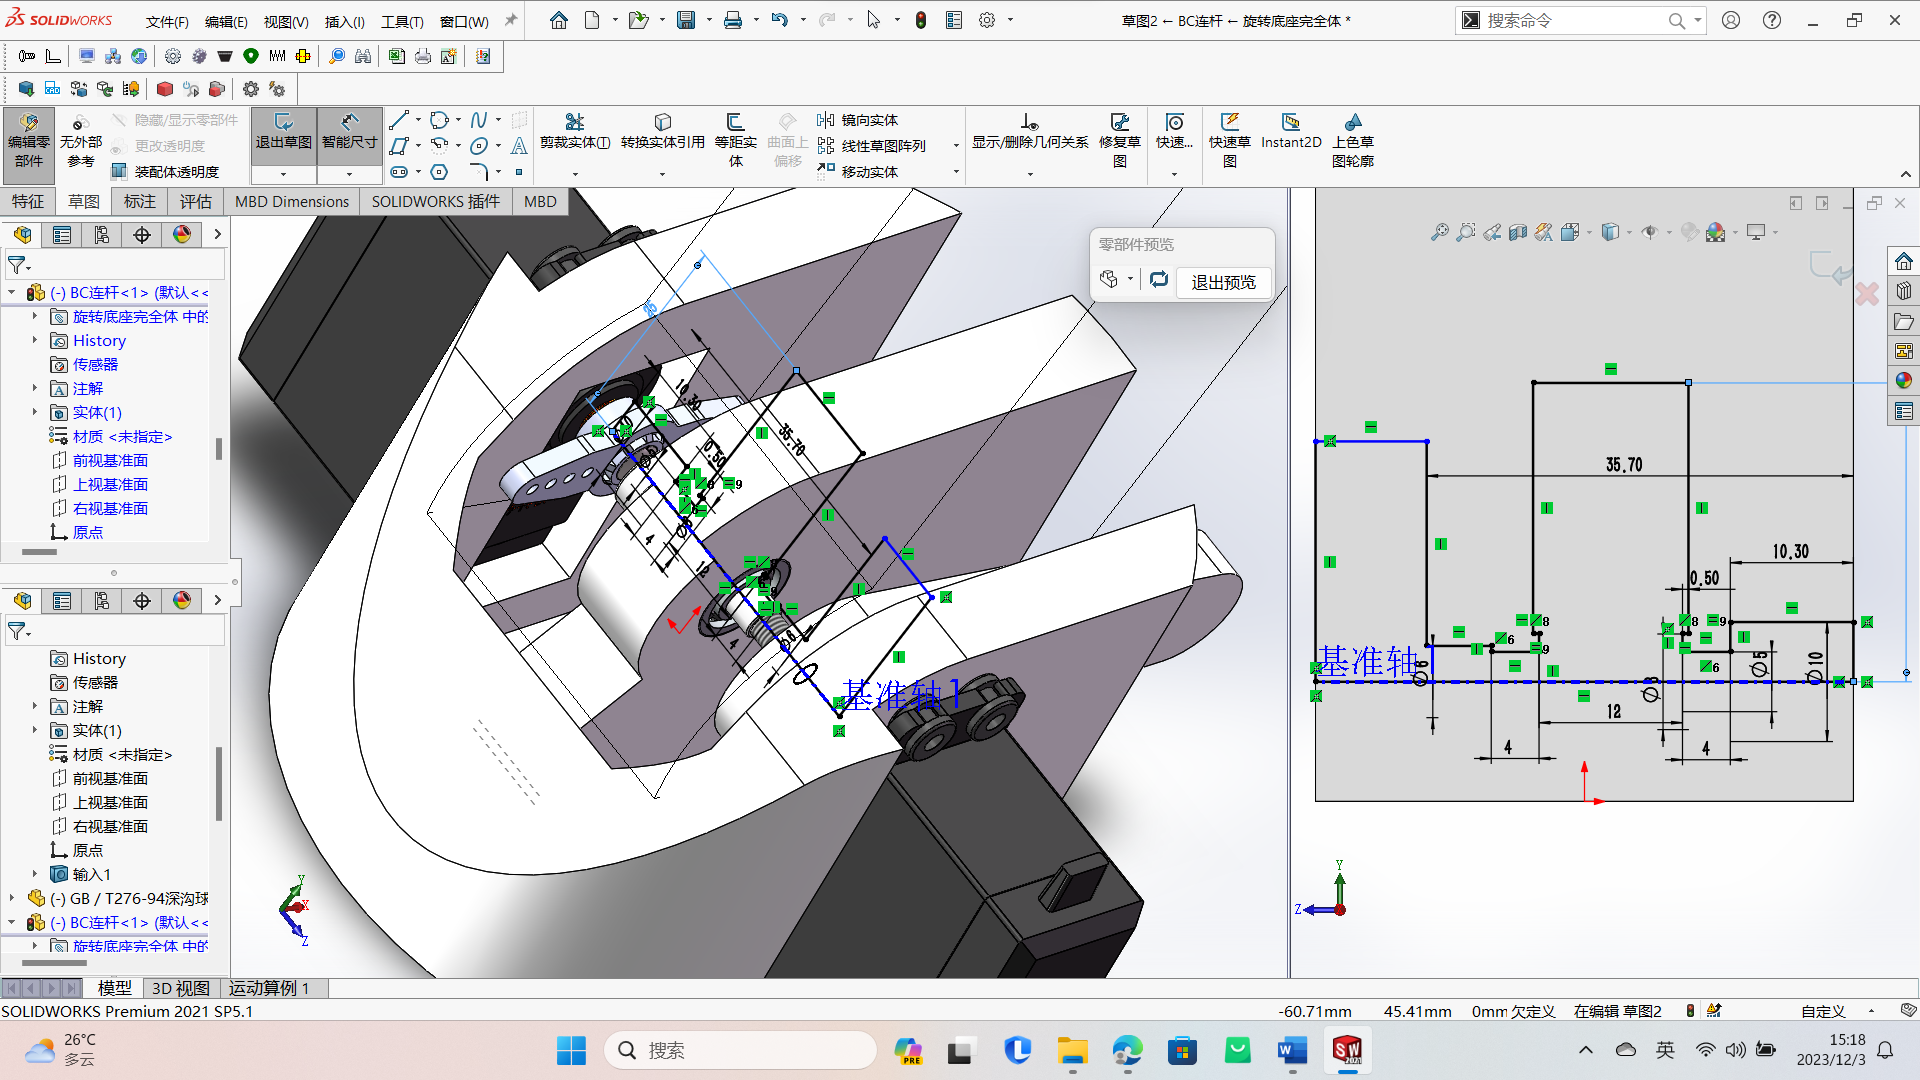 SOLIDWORKS 文件(F) 编辑(E) 视图(V) 插入(I) 工具(T) 窗口(W)
草图2 ← BC连杆 ← 旋转底座完全体 *
搜索命令
编辑零部件
无外部参考
隐藏/显示零部件
更改透明度
装配体透明度
退出草图
智能尺寸
剪裁实体(T)
转换实体引用
等距实体
曲面上偏移
镜向实体
线性草图阵列
移动实体
显示/删除几何关系
修复草图
快速...
快速草图
Instant2D
上色草图轮廓
特征 草图 标注 评估 MBD Dimensions SOLIDWORKS 插件 MBD
(-) BC连杆<1> (默认<<
旋转底座完全体 中的
History
传感器
注解
实体(1)
材质 <未指定>
前视基准面
上视基准面
右视基准面
原点
History
传感器
注解
实体(1)
材质 <未指定>
前视基准面
上视基准面
右视基准面
原点
输入1
(-) GB / T276-94深沟球
(-) BC连杆<1> (默认<<
旋转底座完全体 中的
零部件预览
退出预览
10.30
35.70
0.50
4
12
4
基准轴1
Y
X
Z
35.70
10.30
0.50
8
9
6
8
9
6
基准轴
Ø5
Ø10
12
4
4
Y
Z
模型 3D 视图 运动算例 1
SOLIDWORKS Premium 2021 SP5.1
-60.71mm 45.41mm 0mm 欠定义 在编辑 草图2 自定义
26°C
多云
搜索
PRE
英
15:18
2023/12/3